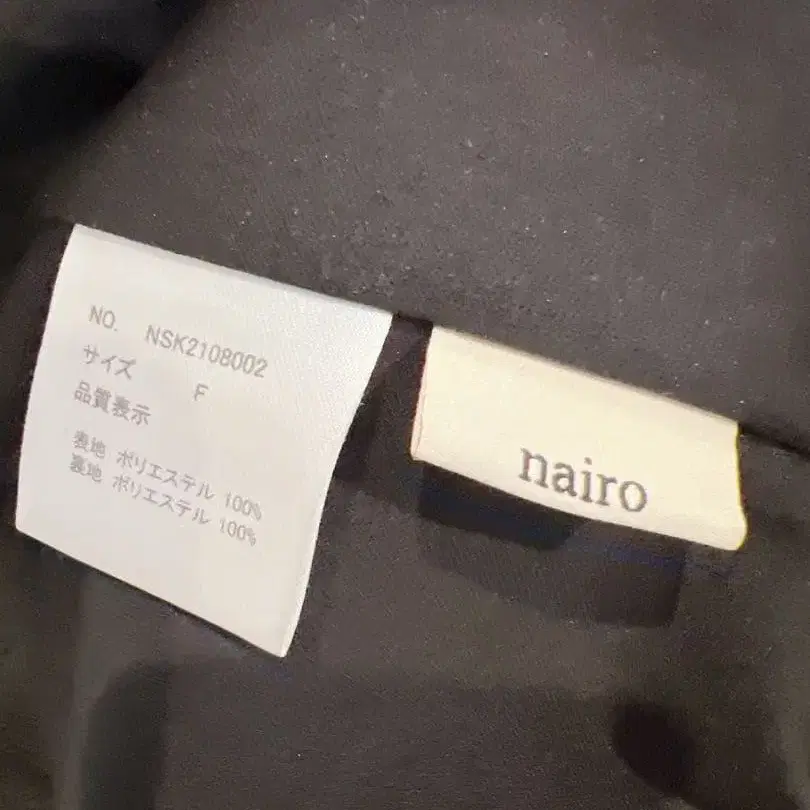 NO. NSK2108002
サイズ F
品質表示
表地 ポリエステル 100%
裏地 ポリエステル 100%
nairo